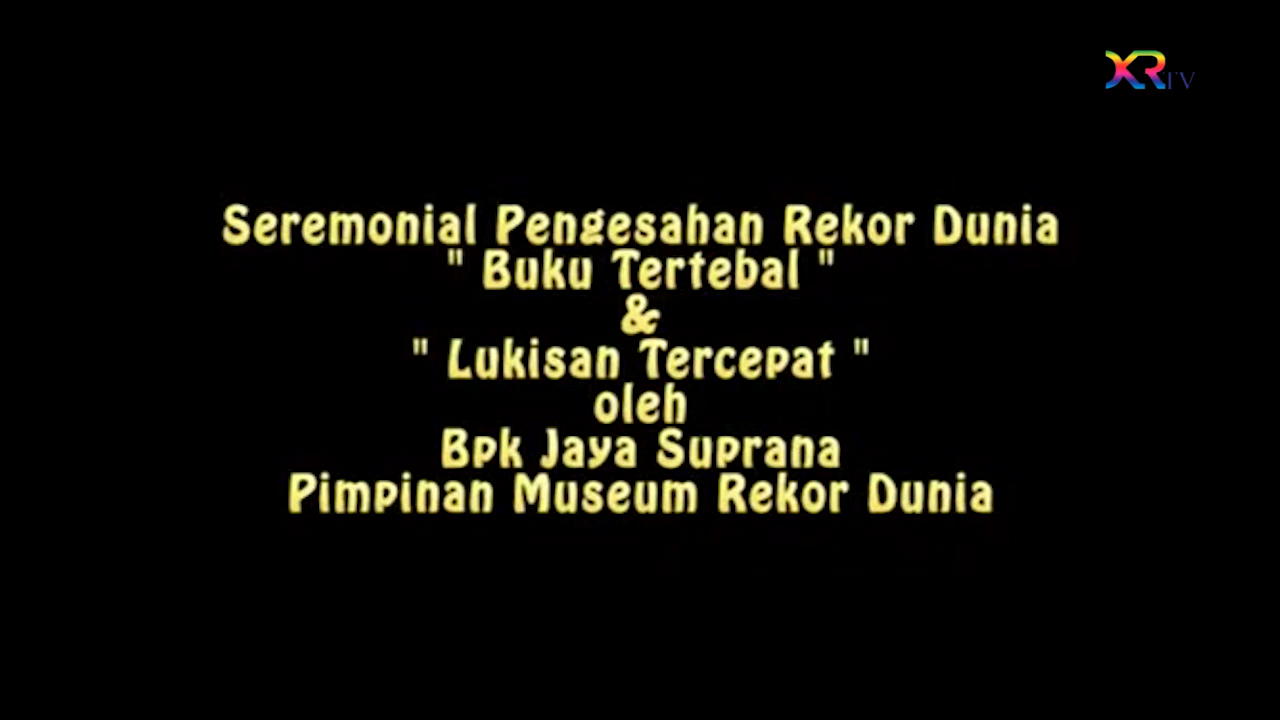 XRTV
Seremonial Pengesahan Rekor Dunia
" Buku Tertebal "
&
" Lukisan Tercepat "
oleh
Bpk Jaya Suprana
Pimpinan Museum Rekor Dunia